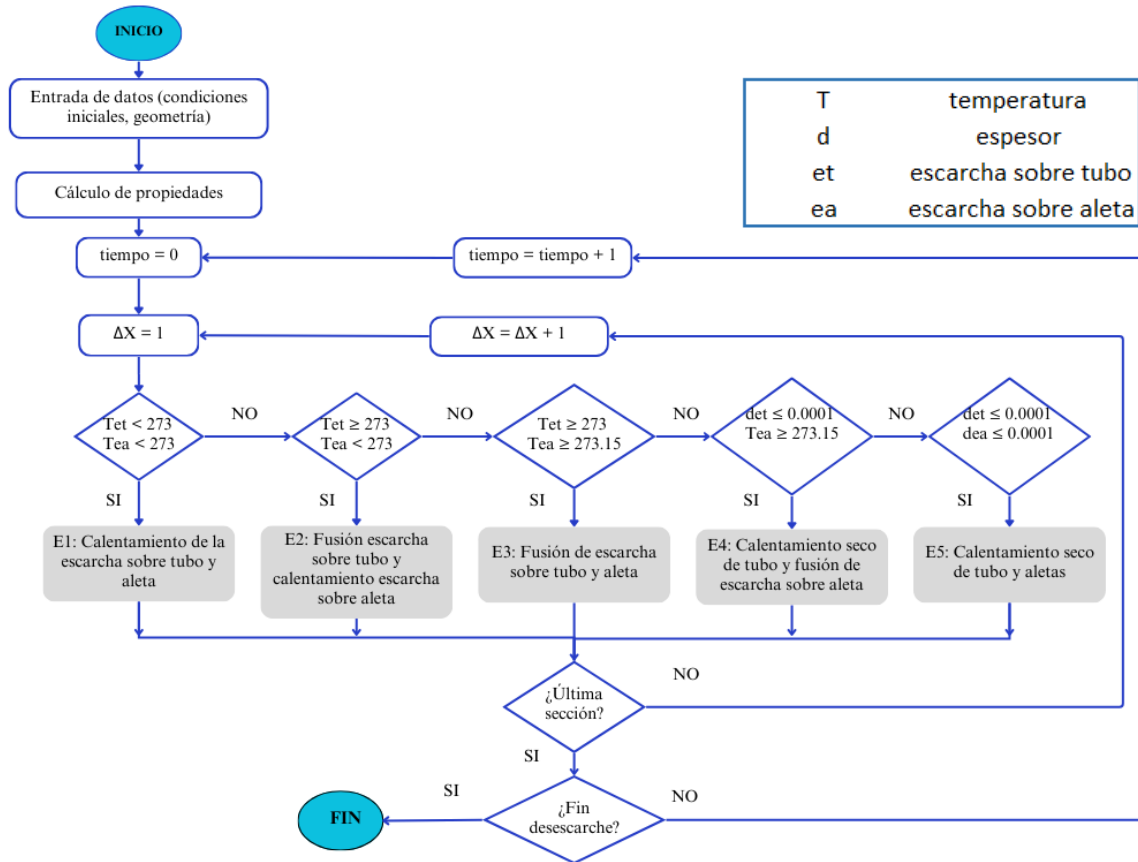 INICIO
Entrada de datos (condiciones
iniciales, geometría)
Cálculo de propiedades
T temperatura
d espesor
et escarcha sobre tubo
ea escarcha sobre aleta
tiempo = 0
tiempo = tiempo + 1
ΔX = 1
ΔX = ΔX + 1
Tet < 273
Tea < 273
NO
Tet ≥ 273
Tea < 273
NO
Tet ≥ 273
Tea ≥ 273.15
NO
det ≤ 0.0001
Tea ≥ 273.15
NO
det ≤ 0.0001
dea ≤ 0.0001
SI
SI
SI
SI
SI
E1: Calentamiento de la
escarcha sobre tubo y
aleta
E2: Fusión escarcha
sobre tubo y
calentamiento escarcha
sobre aleta
E3: Fusión de escarcha
sobre tubo y aleta
E4: Calentamiento seco
de tubo y fusión de
escarcha sobre aleta
E5: Calentamiento seco
de tubo y aletas
¿Última
sección?
NO
SI
¿Fin
desescarche?
SI
NO
FIN